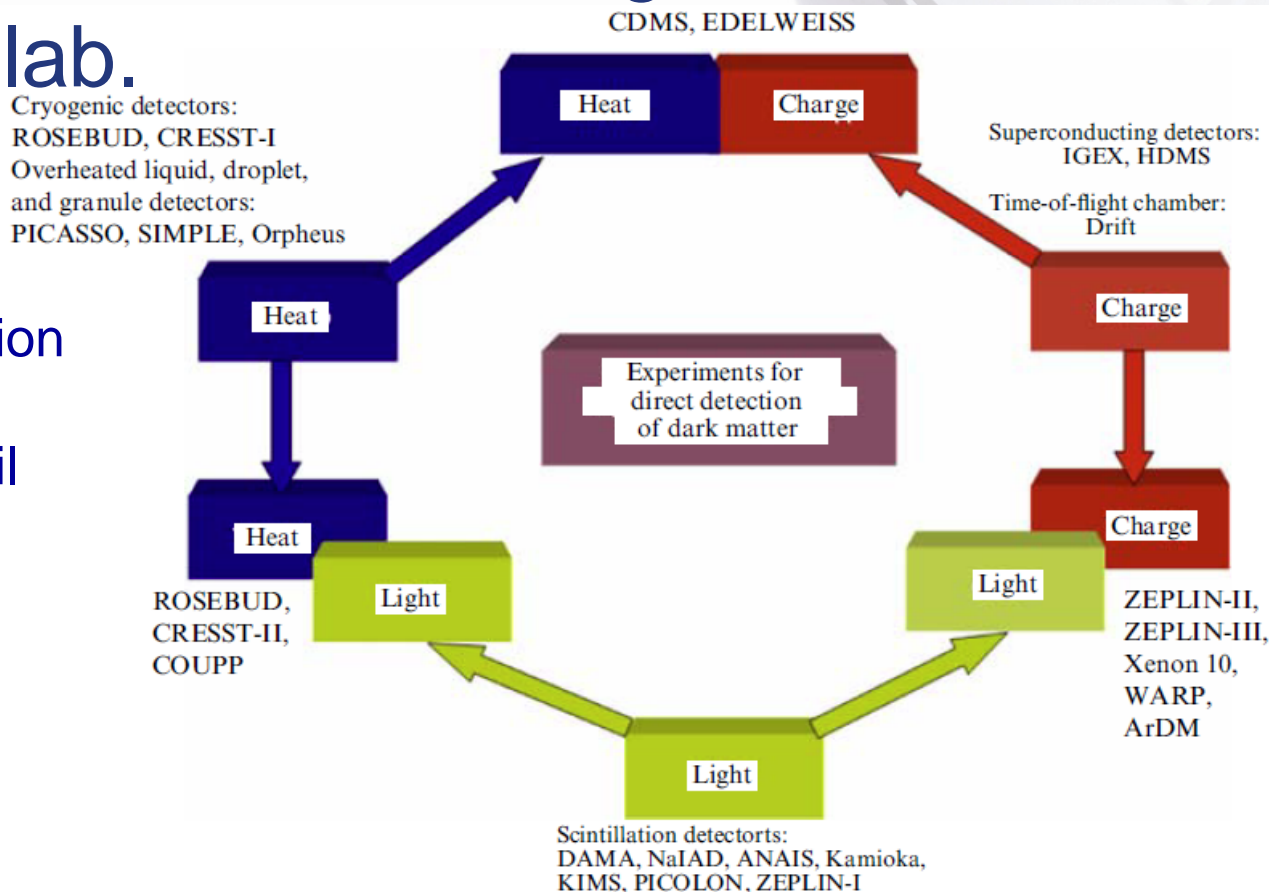 lab.
CDMS, EDELWEISS
Heat
Charge
Cryogenic detectors:
ROSEBUD, CRESST-I
Overheated liquid, droplet,
and granule detectors:
PICASSO, SIMPLE, Orpheus
Superconducting detectors:
IGEX, HDMS
Time-of-flight chamber:
Drift
Heat
Charge
ion
il
Experiments for
direct detection
of dark matter
Heat
Light
ROSEBUD,
CRESST-II,
COUPP
Charge
Light
ZEPLIN-II,
ZEPLIN-III,
Xenon 10,
WARP,
ArDM
Light
Scintillation detectorts:
DAMA, NaIAD, ANAIS, Kamioka,
KIMS, PICOLON, ZEPLIN-I